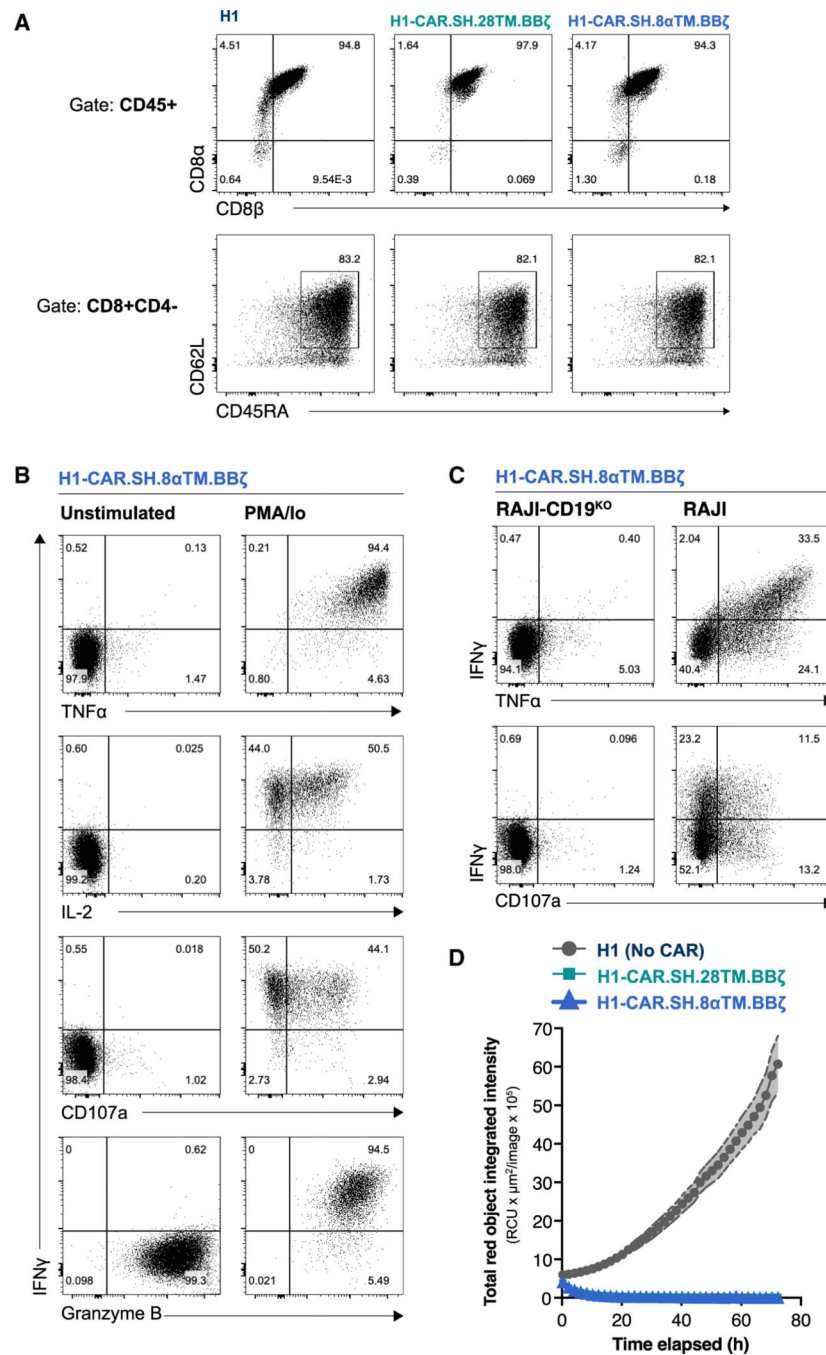 A
H1
H1-CAR.SH.28TM.BBζ
H1-CAR.SH.8αTM.BBζ
Gate: CD45+
4.51 94.8
0.64 9.54E-3
1.64 97.9
0.39 0.069
4.17 94.3
1.30 0.18
CD8α
CD8β
Gate: CD8+CD4-
83.2
82.1
82.1
CD62L
CD45RA
B
H1-CAR.SH.8αTM.BBζ
Unstimulated
PMA/Io
0.52 0.13
97.9 1.47
0.21 94.4
0.80 4.63
TNFα
0.60 0.025
99.2 0.20
44.0 50.5
3.78 1.73
IL-2
0.55 0.018
98.4 1.02
50.2 44.1
2.73 2.94
CD107a
0 0.62
0.098 99.3
0 94.5
0.021 5.49
IFNγ
Granzyme B
C
H1-CAR.SH.8αTM.BBζ
RAJI-CD19KO
RAJI
0.47 0.40
94.1 5.03
2.04 33.5
40.4 24.1
IFNγ
TNFα
0.69 0.096
98.0 1.24
23.2 11.5
52.1 13.2
IFNγ
CD107a
D
H1 (No CAR)
H1-CAR.SH.28TM.BBζ
H1-CAR.SH.8αTM.BBζ
Total red object integrated intensity
(RCU x µm²/image x 10⁵)
70
60
50
40
30
20
10
0
0 20 40 60 80
Time elapsed (h)